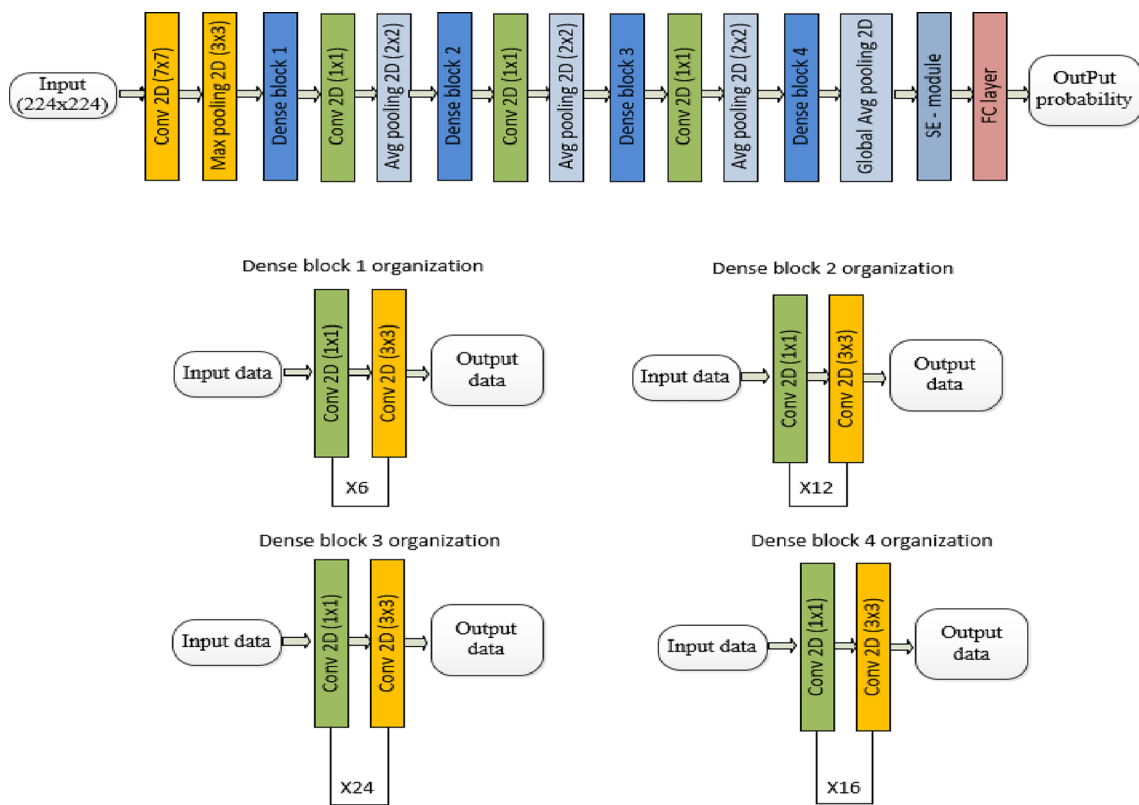 Input
(224x224)
Conv 2D (7x7)
Max pooling 2D (3x3)
Dense block 1
Conv 2D (1x1)
Avg pooling 2D (2x2)
Dense block 2
Conv 2D (1x1)
Avg pooling 2D (2x2)
Dense block 3
Conv 2D (1x1)
Avg pooling 2D (2x2)
Dense block 4
Global Avg pooling 2D
SE - module
FC layer
OutPut
probability
Dense block 1 organization
Input data
Conv 2D (1x1)
Conv 2D (3x3)
Output
data
X6
Dense block 2 organization
Input data
Conv 2D (1x1)
Conv 2D (3x3)
Output
data
X12
Dense block 3 organization
Input data
Conv 2D (1x1)
Conv 2D (3x3)
Output
data
X24
Dense block 4 organization
Input data
Conv 2D (1x1)
Conv 2D (3x3)
Output
data
X16